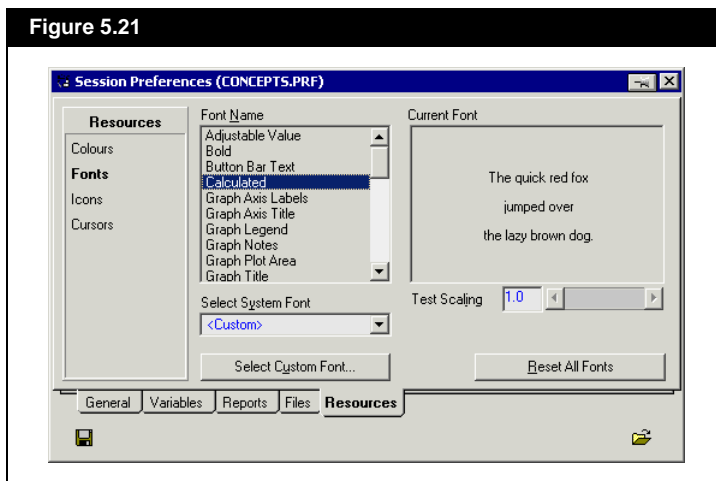 Figure 5.21
Session Preferences (CONCEPTS.PRF)
Resources
Colours
Fonts
Icons
Cursors
Font Name
Adjustable Value
Bold
Button Bar Text
Calculated
Graph Axis Labels
Graph Axis Title
Graph Legend
Graph Notes
Graph Plot Area
Graph Title
Select System Font
<Custom>
Select Custom Font...
Current Font
The quick red fox
jumped over
the lazy brown dog.
Test Scaling 1.0
Reset All Fonts
General Variables Reports Files Resources